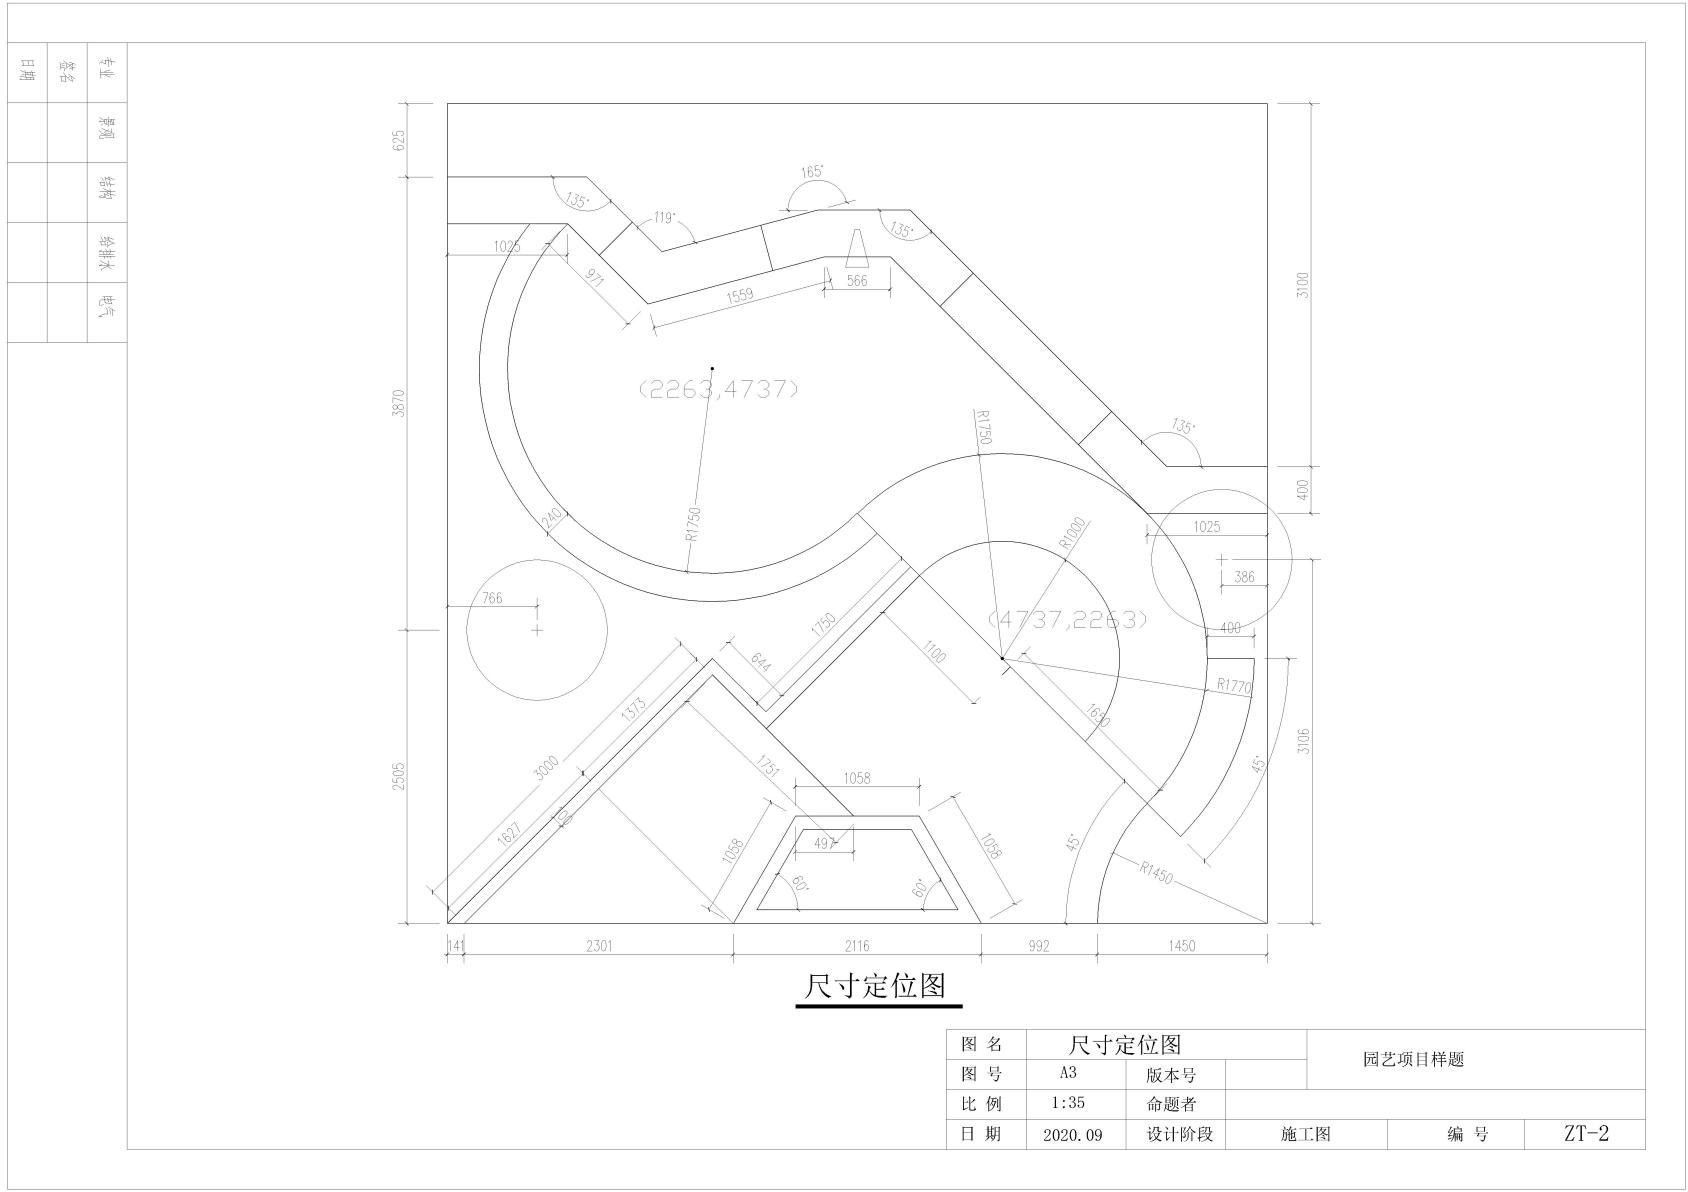 专业
签名
日期
景观
结构
给排水
电气
625
3870
2505
3100
400
3106
135°
119°
165°
135°
135°
1025
971
1559
566
A
(2263,4737)
R1750
R1750
R1000
240
1025
386
766
(4737,2263)
400
R1770
45°
1750
644
1100
1650
1373
3000
1627
100
1751
1058
1058
1058
497
60°
60°
45°
R1450
141
2301
2116
992
1450
尺寸定位图
图 名
尺寸定位图
园艺项目样题
图 号
A3
版本号
比 例
1:35
命题者
日 期
2020.09
设计阶段
施工图
编 号
ZT-2